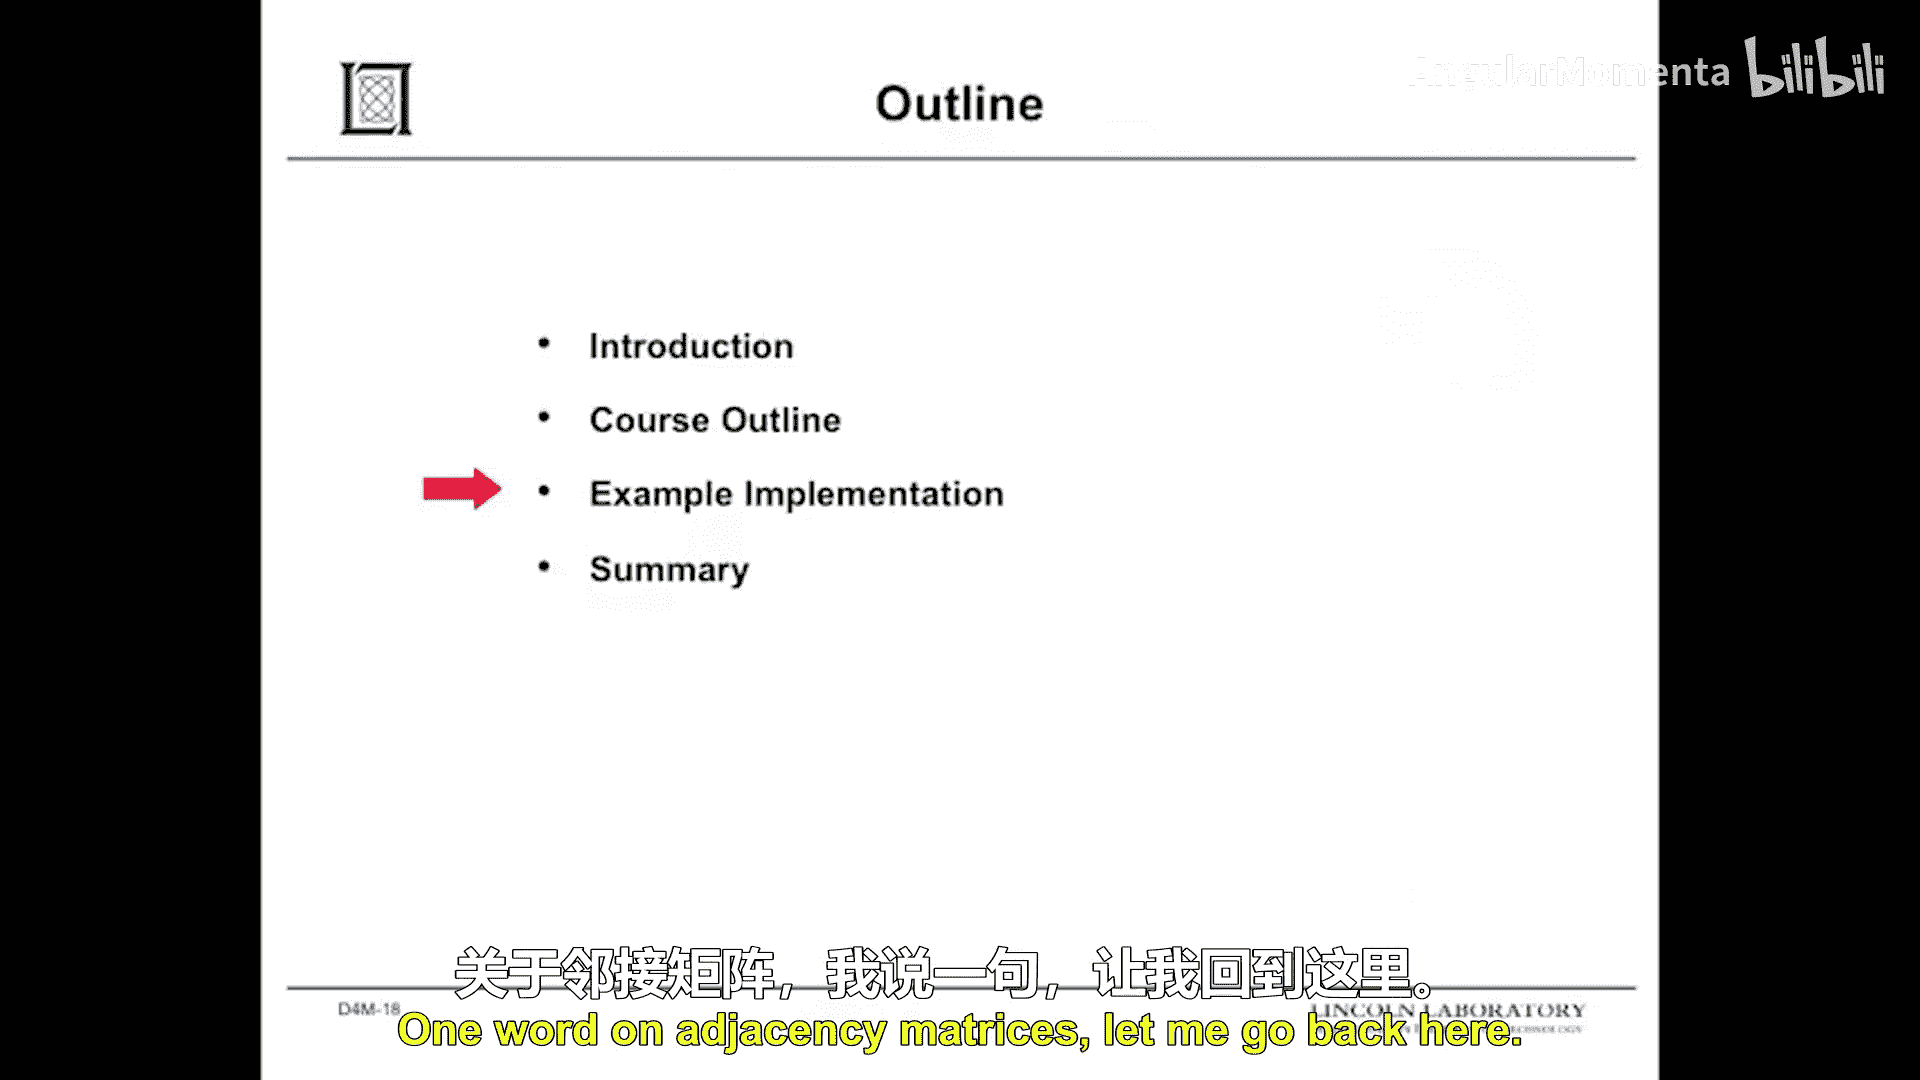 Outline
AngularMomenta bilibili
• Introduction
• Course Outline
• Example Implementation
• Summary
关于邻接矩阵，我说一句，让我回到这里。
D4M-18
LINCOLN LABORATORY
One word on adjacency matrices, let me go back here.